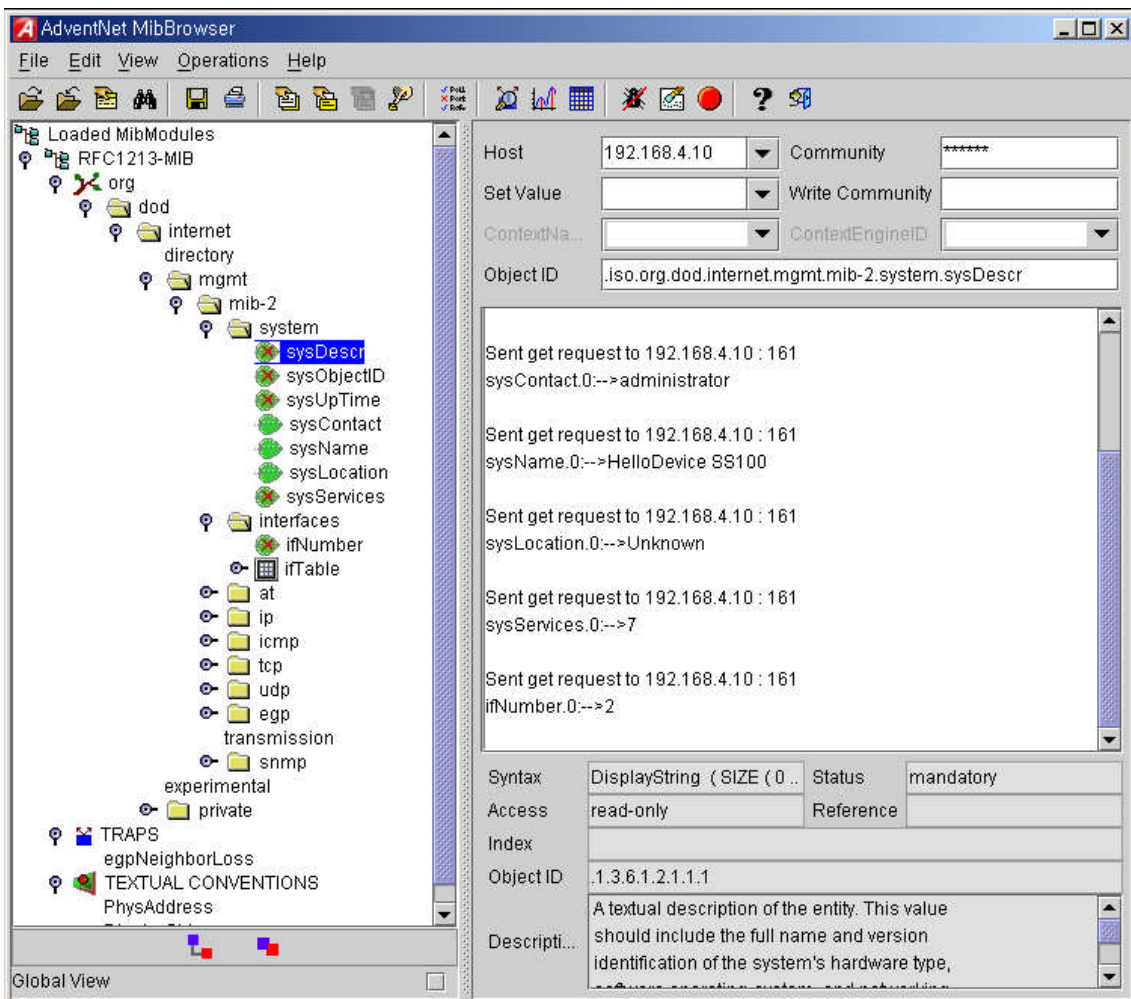 AdventNet MibBrowser
File Edit View Operations Help
Loaded MibModules
RFC1213-MIB
org
dod
internet
directory
mgmt
mib-2
system
sysDescr
sysObjectID
sysUpTime
sysContact
sysName
sysLocation
sysServices
interfaces
ifNumber
ifTable
at
ip
icmp
tcp
udp
egp
transmission
snmp
experimental
private
TRAPS
egpNeighborLoss
TEXTUAL CONVENTIONS
PhysAddress
Global View
Host 192.168.4.10 Community ******
Set Value Write Community
ContextNa... ContextEngineID
Object ID .iso.org.dod.internet.mgmt.mib-2.system.sysDescr
Sent get request to 192.168.4.10 : 161
sysContact.0:-->administrator
Sent get request to 192.168.4.10 : 161
sysName.0:-->HelloDevice SS100
Sent get request to 192.168.4.10 : 161
sysLocation.0:-->Unknown
Sent get request to 192.168.4.10 : 161
sysServices.0:-->7
Sent get request to 192.168.4.10 : 161
ifNumber.0:-->2
Syntax DisplayString ( SIZE ( 0 .. Status mandatory
Access read-only Reference
Index
Object ID .1.3.6.1.2.1.1.1
Descripti... A textual description of the entity. This value
should include the full name and version
identification of the system's hardware type,